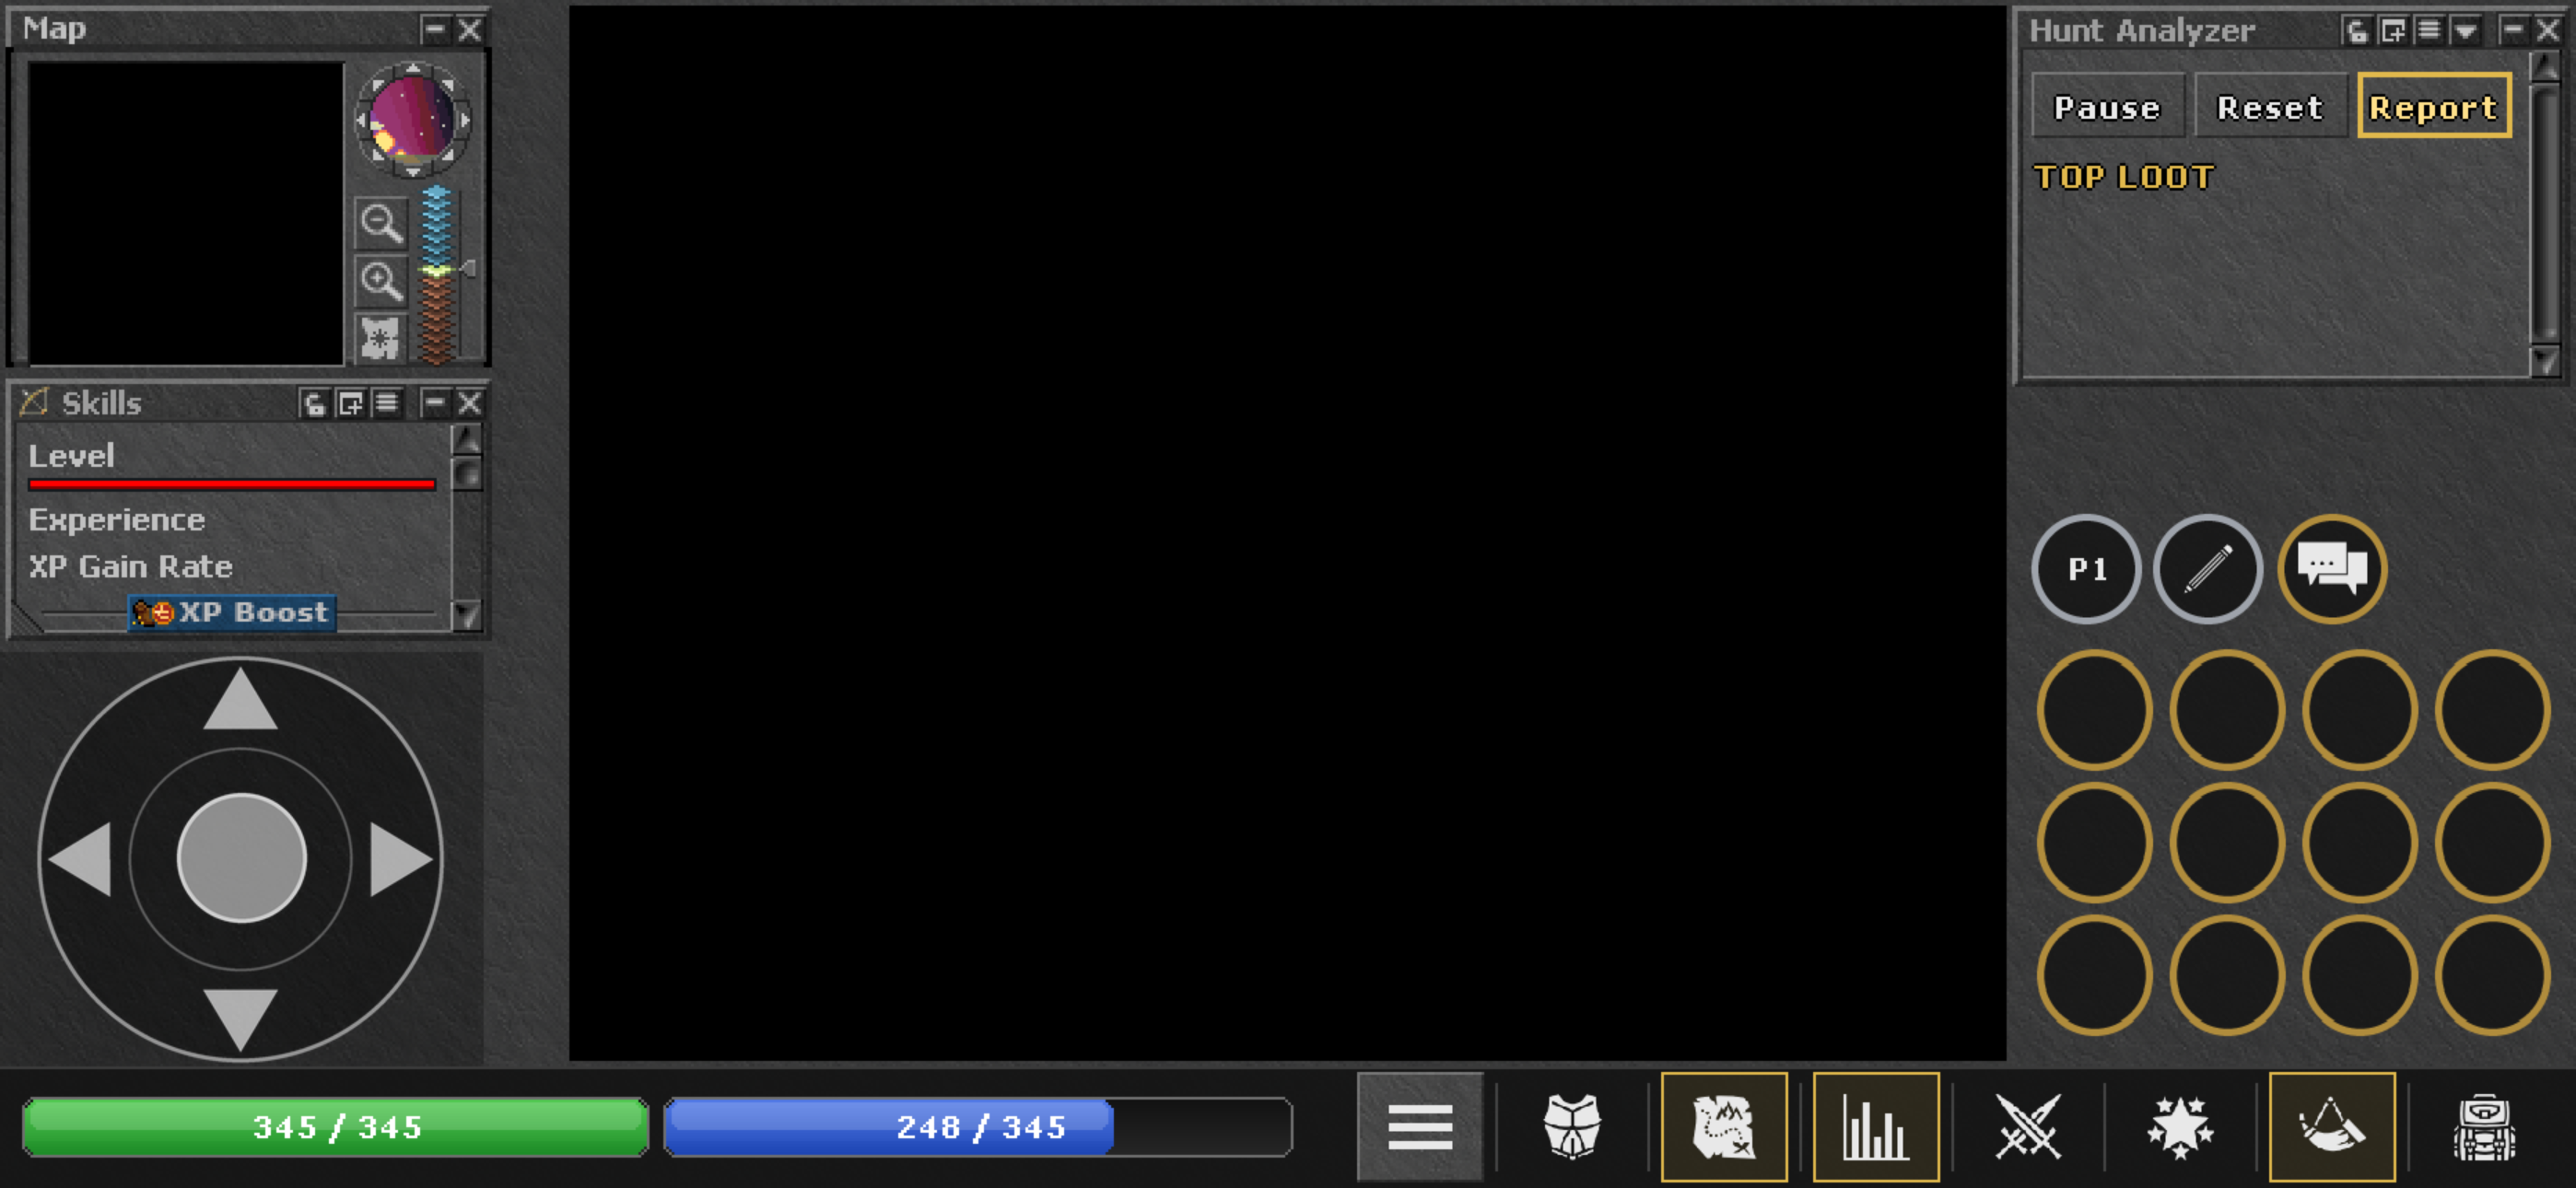 Map
Hunt Analyzer
Pause
Reset
Report
TOP LOOT
Skills
Level
Experience
XP Gain Rate
XP Boost
P1
345 / 345
248 / 345